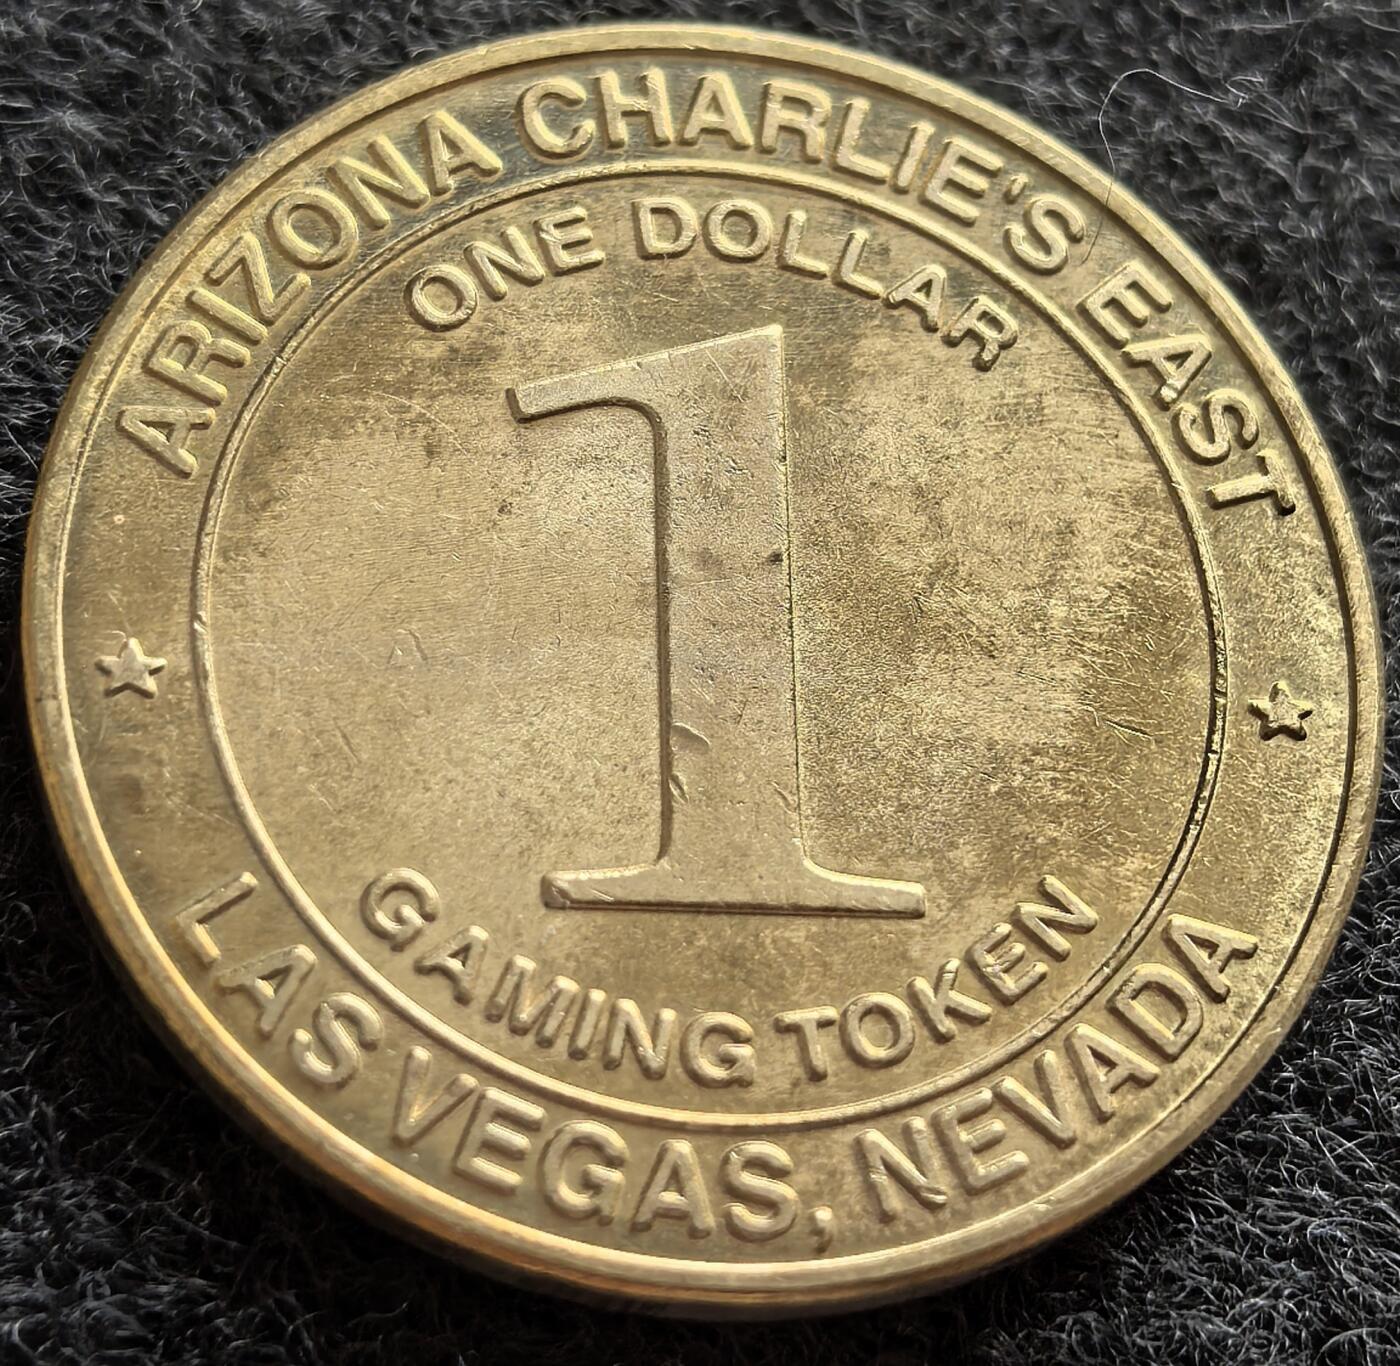 ARIZONA CHARLIE'S EAST
ONE DOLLAR
1
GAMING TOKEN
LAS VEGAS, NEVADA